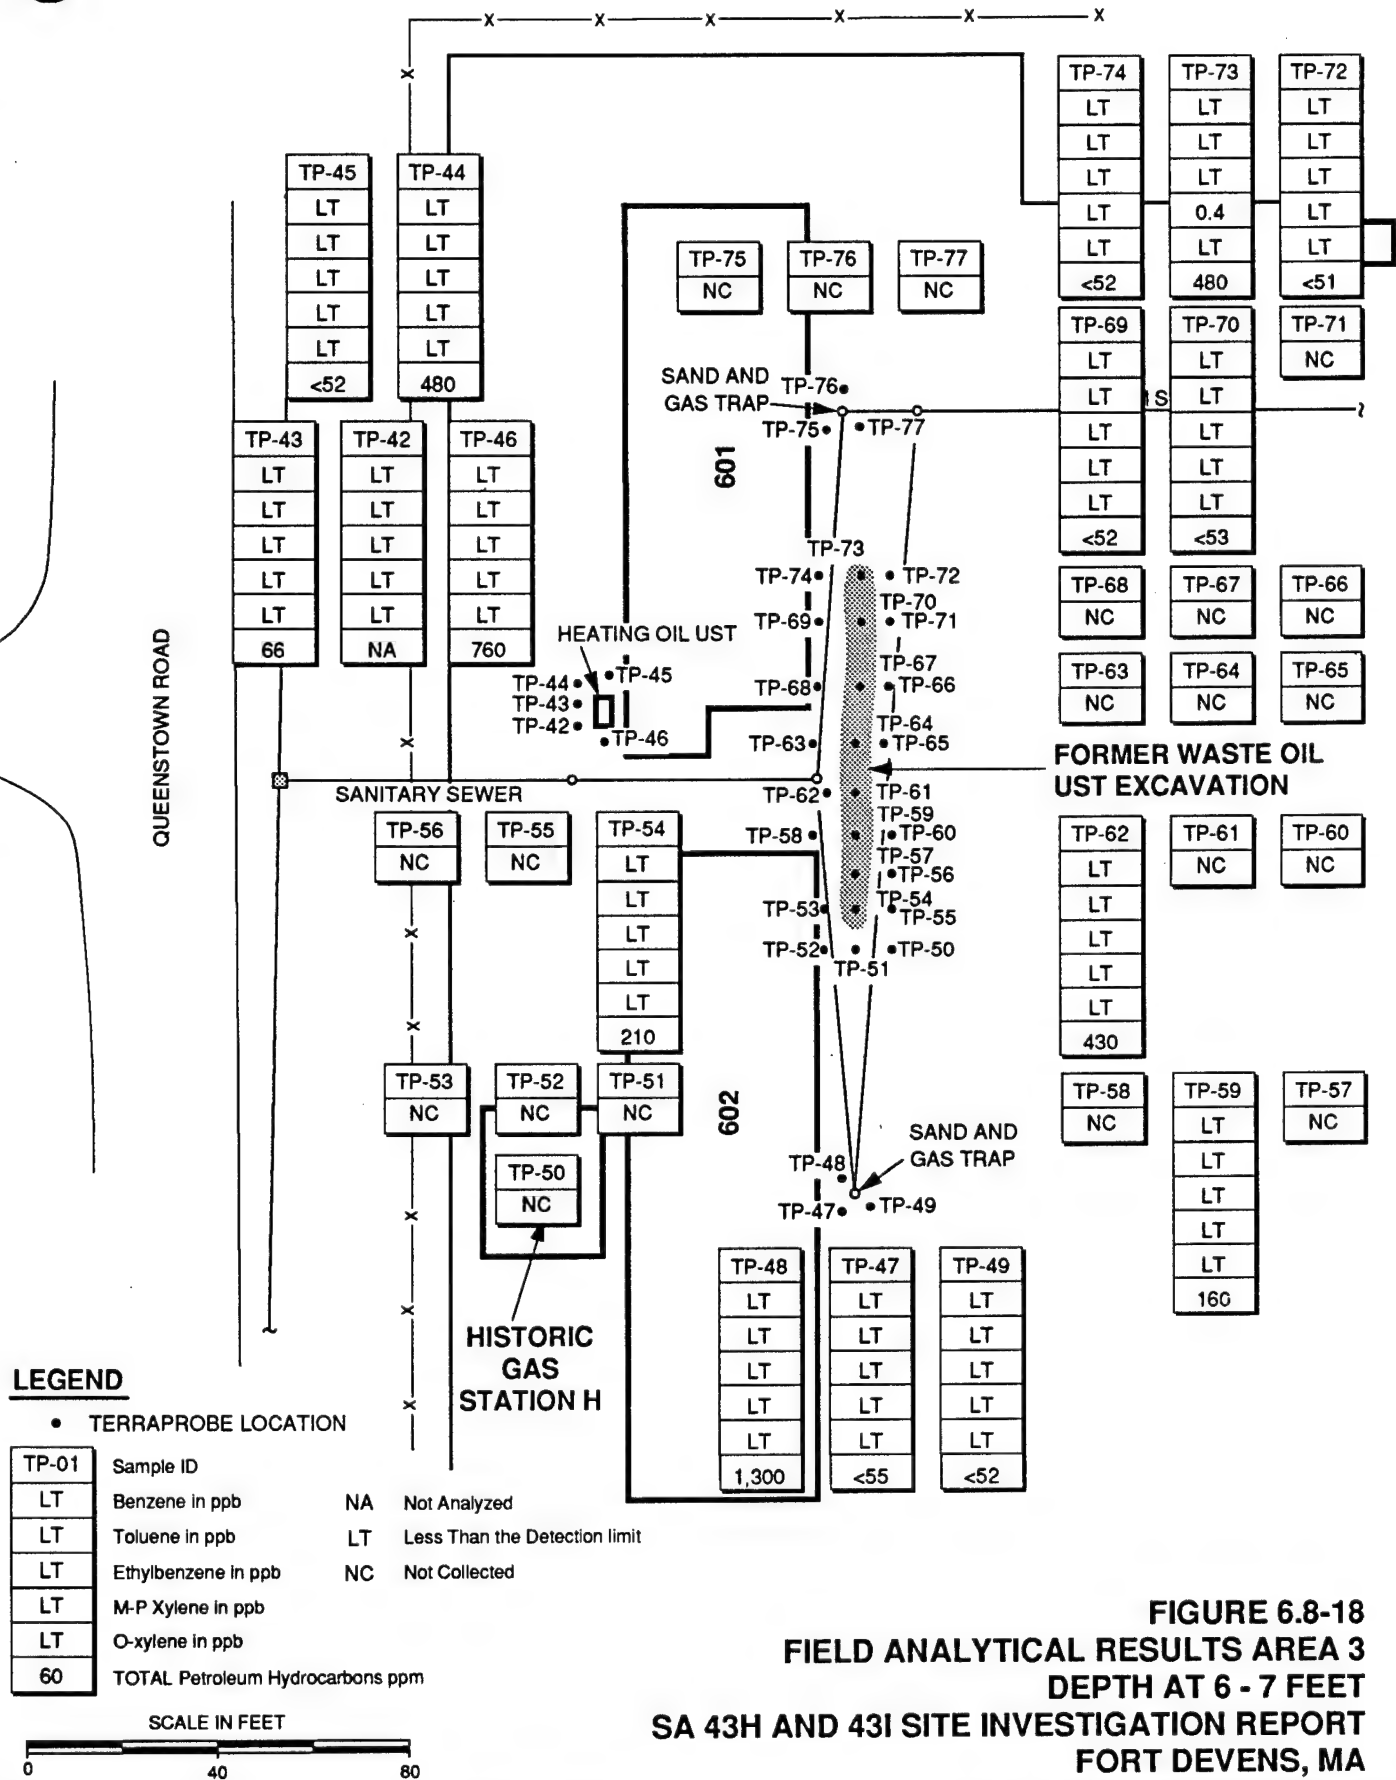 X X X X X X
X
TP-74 TP-73 TP-72
LT LT LT
LT LT LT
LT LT LT
LT 0.4 LT
LT LT LT
<52 480 <51
TP-45 TP-44
LT LT
LT LT
LT LT
LT LT
LT LT
<52 480
TP-75 TP-76 TP-77
NC NC NC
TP-69 TP-70 TP-71
LT LT NC
LT LT
LT LT
LT LT
LT LT
<52 <53
S
SAND AND
GAS TRAP
TP-76
TP-75 TP-77
601
TP-43 TP-42 TP-46
LT LT LT
LT LT LT
LT LT LT
LT LT LT
LT LT LT
66 NA 760
TP-73
TP-74 TP-72
TP-70
TP-69 TP-71
TP-67
TP-68 TP-66
TP-64
TP-63 TP-65
TP-68 TP-67 TP-66
NC NC NC
TP-63 TP-64 TP-65
NC NC NC
QUEENSTOWN ROAD
HEATING OIL UST
TP-45
TP-44
TP-43
TP-42
TP-46
X
FORMER WASTE OIL
UST EXCAVATION
SANITARY SEWER
TP-62 TP-61
TP-59
TP-58 TP-60
TP-57
TP-56
TP-54
TP-53 TP-55
TP-52 TP-50
TP-51
TP-56 TP-55 TP-54
NC NC LT
LT
LT
LT
LT
210
X
X
TP-62 TP-61 TP-60
LT NC NC
LT
LT
LT
LT
430
TP-53 TP-52 TP-51
NC NC NC
TP-50
NC
602
TP-58 TP-59 TP-57
NC LT NC
LT
LT
LT
LT
160
SAND AND
GAS TRAP
TP-48
TP-47 TP-49
X
X
X
HISTORIC
GAS
STATION H
TP-48 TP-47 TP-49
LT LT LT
LT LT LT
LT LT LT
LT LT LT
LT LT LT
1,300 <55 <52
LEGEND
TERRAPROBE LOCATION
TP-01 Sample ID
LT Benzene in ppb
LT Toluene in ppb
LT Ethylbenzene in ppb
LT M-P Xylene in ppb
LT O-xylene in ppb
60 TOTAL Petroleum Hydrocarbons ppm
NA Not Analyzed
LT Less Than the Detection limit
NC Not Collected
SCALE IN FEET
0 40 80
FIGURE 6.8-18
FIELD ANALYTICAL RESULTS AREA 3
DEPTH AT 6 - 7 FEET
SA 43H AND 43I SITE INVESTIGATION REPORT
FORT DEVENS, MA